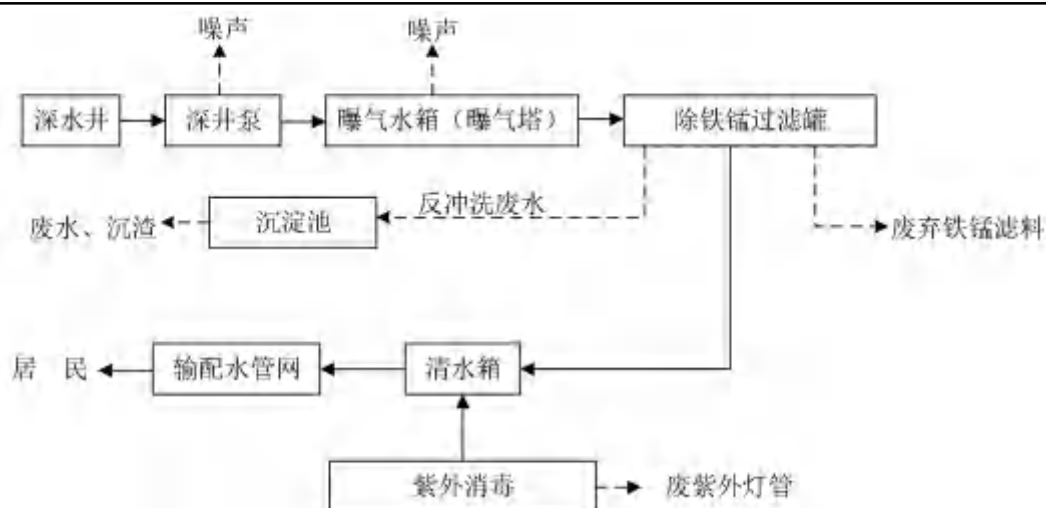 噪声
噪声
深水井
深井泵
曝气水箱（曝气塔）
除铁锰过滤罐
反冲洗废水
废水、沉渣
沉淀池
废弃铁锰滤料
居 民
输配水管网
清水箱
紫外消毒
废紫外灯管